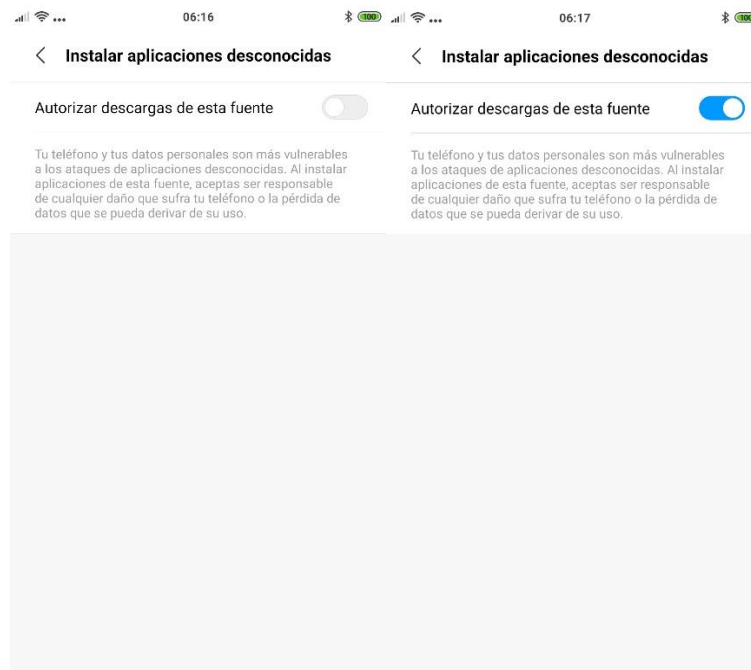 06:16
100
Instalar aplicaciones desconocidas
Autorizar descargas de esta fuente
Tu teléfono y tus datos personales son más vulnerables
a los ataques de aplicaciones desconocidas. Al instalar
aplicaciones de esta fuente, aceptas ser responsable
de cualquier daño que sufra tu teléfono o la pérdida de
datos que se pueda derivar de su uso.
06:17
100
Instalar aplicaciones desconocidas
Autorizar descargas de esta fuente
Tu teléfono y tus datos personales son más vulnerables
a los ataques de aplicaciones desconocidas. Al instalar
aplicaciones de esta fuente, aceptas ser responsable
de cualquier daño que sufra tu teléfono o la pérdida de
datos que se pueda derivar de su uso.